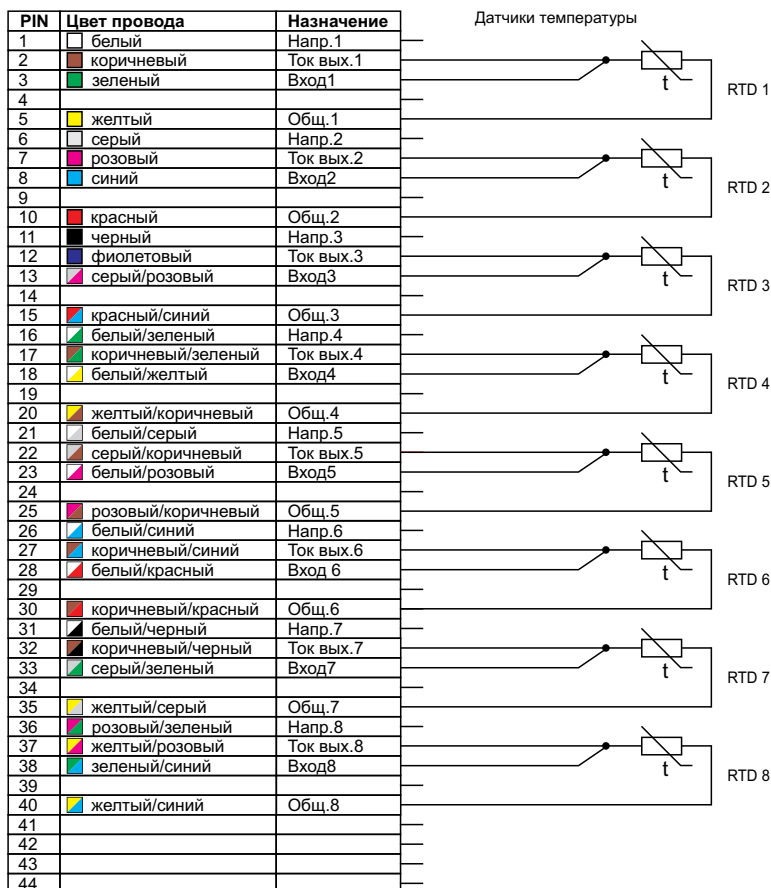 Датчики температуры
PIN Цвет провода Назначение
1 белый Напр.1
2 коричневый Ток вых.1
3 зеленый Вход1
t
RTD 1
4
5 желтый Общ.1
6 серый Напр.2
7 розовый Ток вых.2
8 синий Вход2
t
RTD 2
9
10 красный Общ.2
11 черный Напр.3
12 фиолетовый Ток вых.3
13 серый/розовый Вход3
t
RTD 3
14
15 красный/синий Общ.3
16 белый/зеленый Напр.4
17 коричневый/зеленый Ток вых.4
18 белый/желтый Вход4
t
RTD 4
19
20 желтый/коричневый Общ.4
21 белый/серый Напр.5
22 серый/коричневый Ток вых.5
23 белый/розовый Вход5
t
RTD 5
24
25 розовый/коричневый Общ.5
26 белый/синий Напр.6
27 коричневый/синий Ток вых.6
28 белый/красный Вход 6
t
RTD 6
29
30 коричневый/красный Общ.6
31 белый/черный Напр.7
32 коричневый/черный Ток вых.7
33 серый/зеленый Вход7
t
RTD 7
34
35 желтый/серый Общ.7
36 розовый/зеленый Напр.8
37 желтый/розовый Ток вых.8
38 зеленый/синий Вход8
t
RTD 8
39
40 желтый/синий Общ.8
41
42
43
44